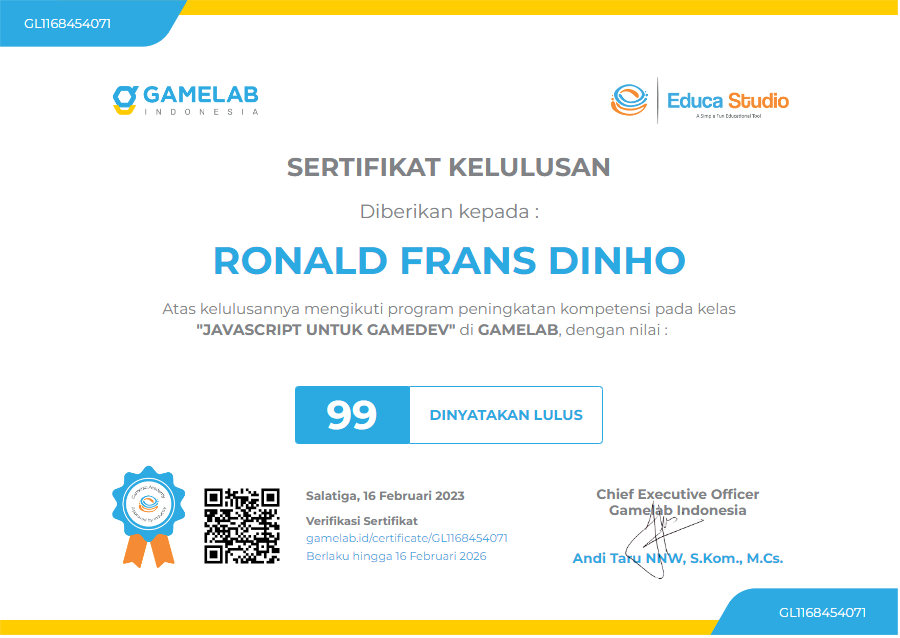 GL1168454071
GAMELAB
INDONESIA
Educa Studio
A Simple Fun Educational Tool
SERTIFIKAT KELULUSAN
Diberikan kepada :
RONALD FRANS DINHO
Atas kelulusannya mengikuti program peningkatan kompetensi pada kelas
"JAVASCRIPT UNTUK GAMEDEV" di GAMELAB, dengan nilai :
99
DINYATAKAN LULUS
Salatiga, 16 Februari 2023
Verifikasi Sertifikat
gamelab.id/certificate/GL1168454071
Berlaku hingga 16 Februari 2026
Chief Executive Officer
Gamelab Indonesia
Andi Taru NNW, S.Kom., M.Cs.
GL1168454071